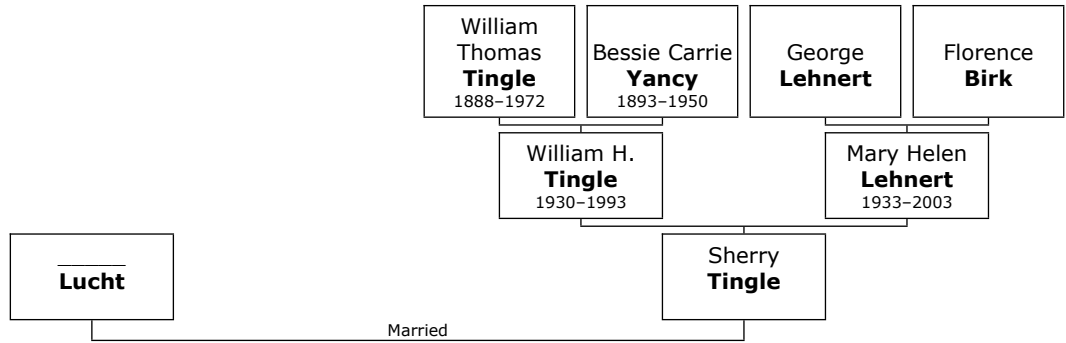 William
Thomas
Tingle
1888–1972
Bessie Carrie
Yancy
1893–1950
George
Lehnert
Florence
Birk
William H.
Tingle
1930–1993
Mary Helen
Lehnert
1933–2003
______
Lucht
Sherry
Tingle
Married